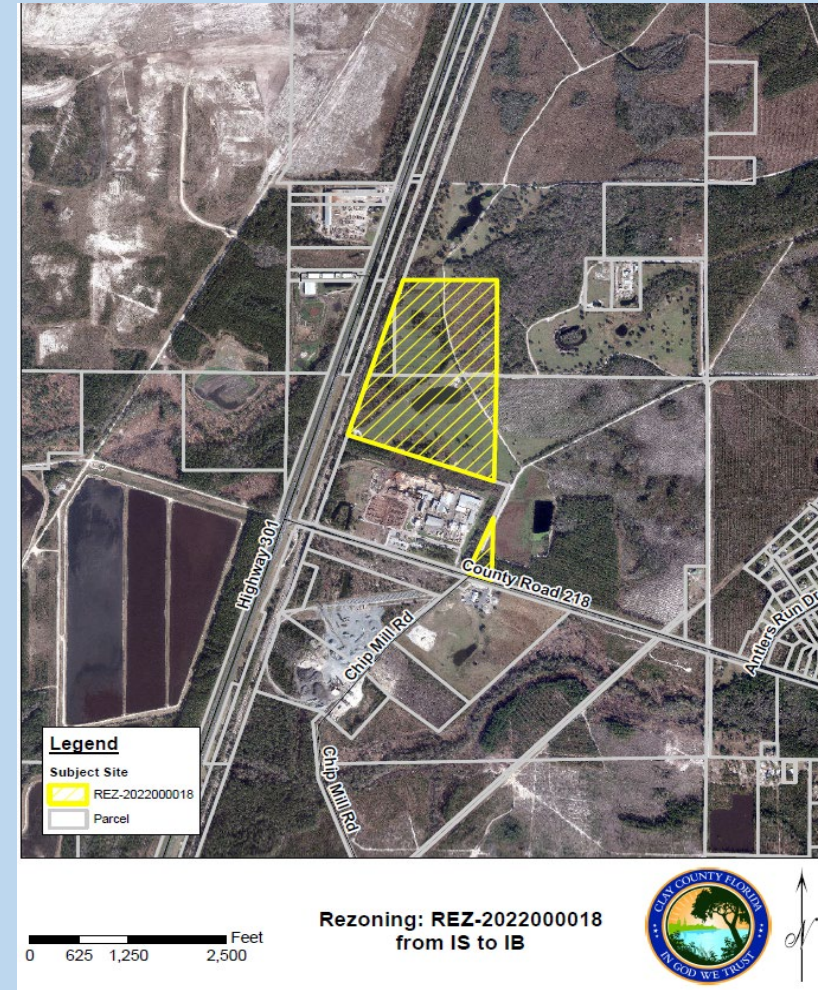 Highway 301
County Road 218
Chip Mill Rd
Antlers Run Dr
Chip Mill Rd
Legend
Subject Site
REZ-2022000018
Parcel
Feet
0 625 1,250 2,500
Rezoning: REZ-2022000018
from IS to IB
CLAY COUNTY FLORIDA
IN GOD WE TRUST
N